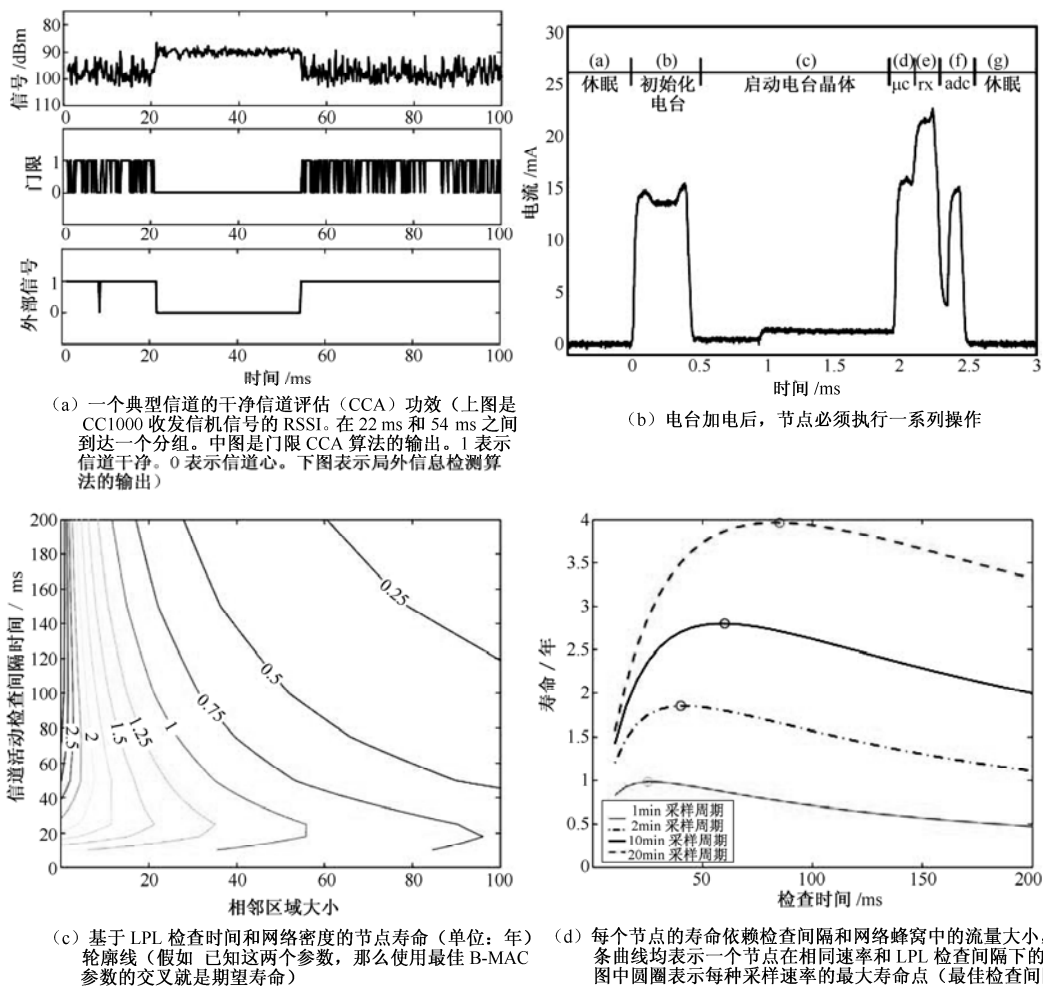 75
80
90
100
110
信号 /dBm
0 20 40 60 80 100
1
0
门限
0 20 40 60 80 100
1
0
外部信号
0 20 40 60 80 100
时间 /ms
(a) 一个典型信道的干净信道评估（CCA）功效（上图是
CC1000 收发信机信号的 RSSI。在 22 ms 和 54 ms 之间
到达一个分组。中图是门限 CCA 算法的输出。1 表示
信道干净。0 表示信道心。下图表示局外信息检测算
法的输出）
30
25
20
15
10
5
0
电流 /mA
(a) (b) (c) (d) (e) (f) (g)
休眠 初始化 启动电台晶体 μc rx adc 休眠
电台
0 0.5 1 1.5 2 2.5 3
时间 /ms
(b) 电台加电后，节点必须执行一系列操作
200
180
160
140
120
100
80
60
40
20
0
信道活动检查间隔时间 / ms
2.5 2 1.5 1.25 1 0.75 0.5 0.25
20 40 60 80 100
相邻区域大小
(c) 基于 LPL 检查时间和网络密度的节点寿命（单位：年）
轮廓线（假如 已知这两个参数，那么使用最佳 B-MAC
参数的交叉就是期望寿命）
4
3.5
3
2.5
2
1.5
1
0.5
0
寿命 / 年
1min 采样周期
2min 采样周期
10min 采样周期
20min 采样周期
50 100 150 200
检查时间 /ms
(d) 每个节点的寿命依赖检查间隔和网络蜂窝中的流量大小，
条曲线均表示一个节点在相同速率和 LPL 检查间隔下的
图中圆圈表示每种采样速率的最大寿命点（最佳检查间